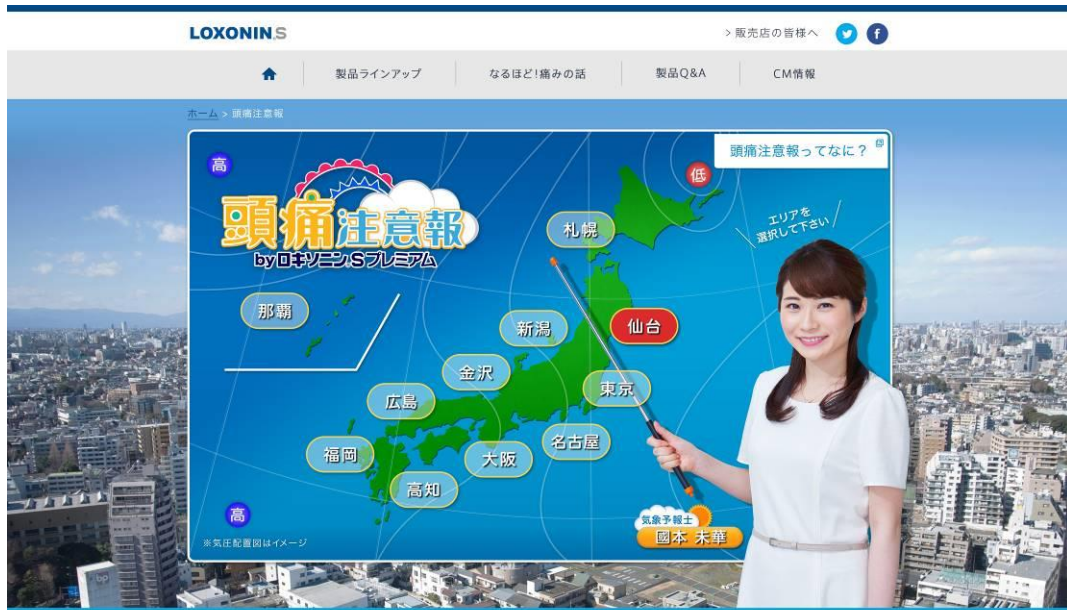 LOXONIN S
> 販売店の皆様へ
製品ラインアップ
なるほど!痛みの話
製品Q&A
CM情報
ホーム > 頭痛注意報
高
頭痛注意報ってなに?
低
頭痛注意報
byロキソニンSプレミアム
エリアを
選択して下さい
札幌
那覇
新潟
仙台
金沢
東京
広島
名古屋
福岡
大阪
高知
高
気象予報士
國本 未華
※気圧配置図はイメージ